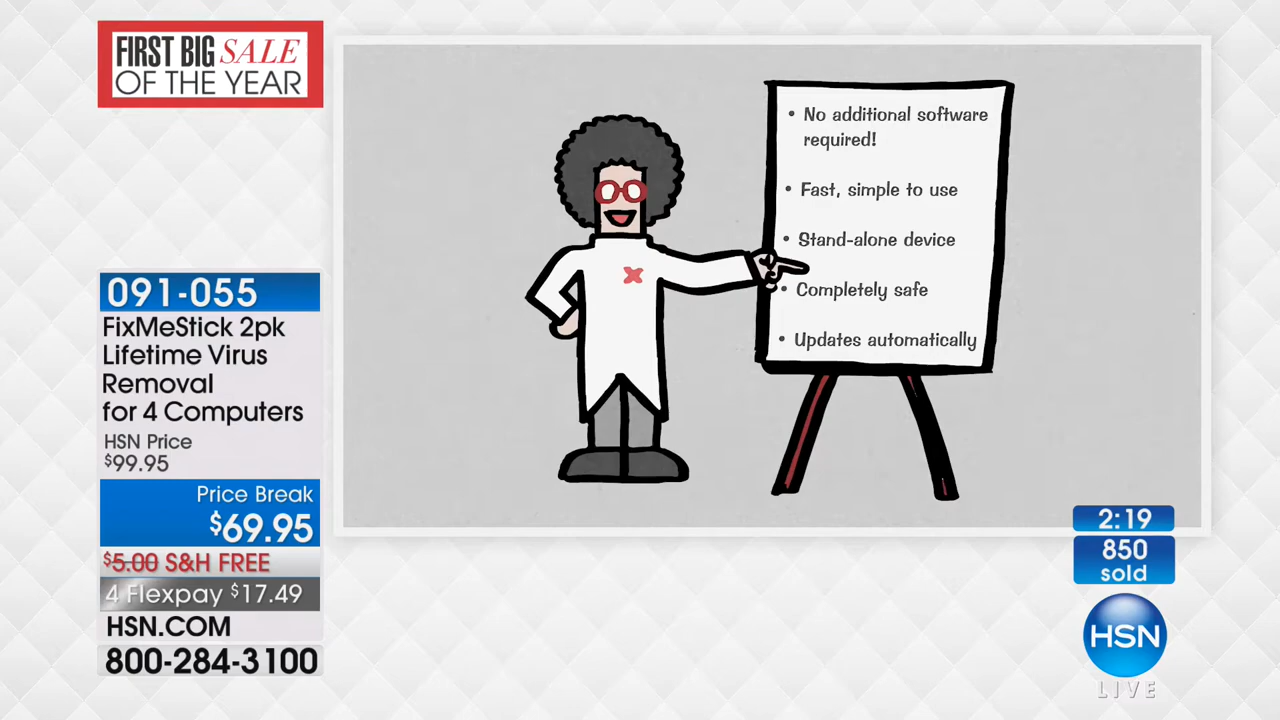 FIRST BIG SALE
OF THE YEAR
• No additional software
required!
• Fast, simple to use
• Stand-alone device
• Completely safe
• Updates automatically
091-055
FixMeStick 2pk
Lifetime Virus
Removal
for 4 Computers
HSN Price
$99.95
Price Break
$69.95
$5.00 S&H FREE
4 Flexpay $17.49
HSN.COM
800-284-3100
2:19
850
sold
HSN
LIVE